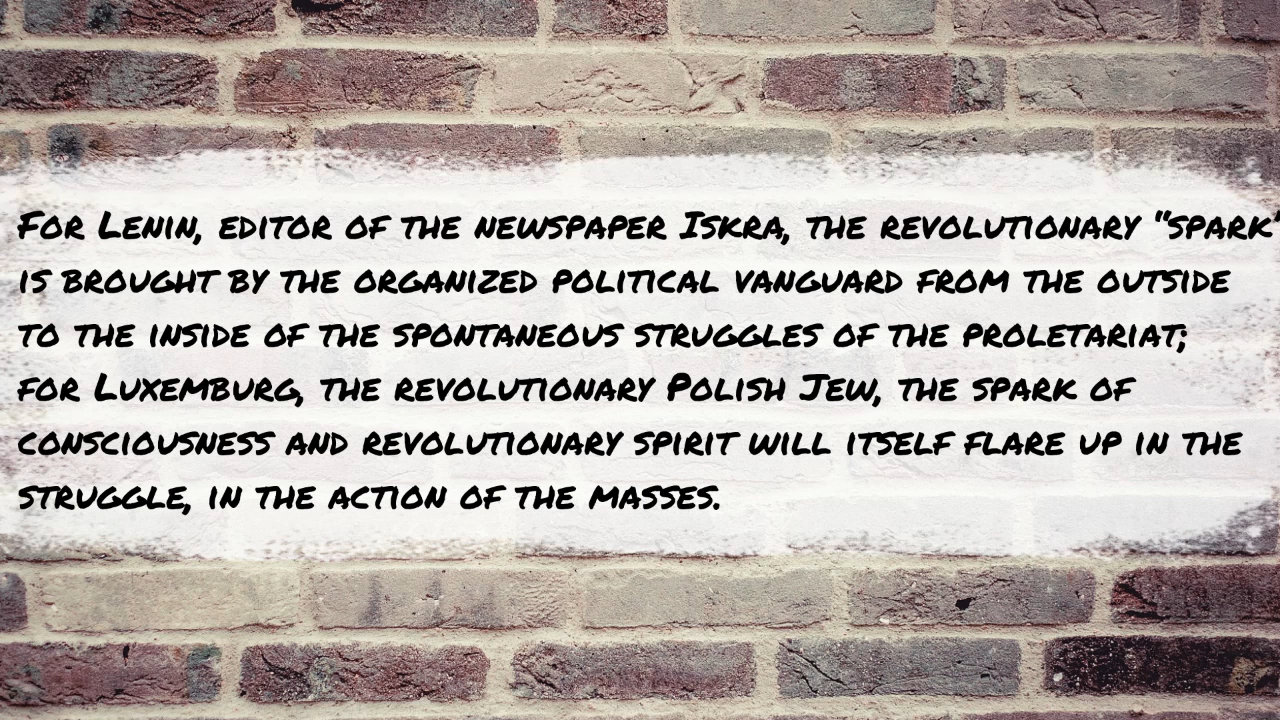 For Lenin, editor of the newspaper Iskra, the revolutionary “spark”
is brought by the organized political vanguard from the outside
to the inside of the spontaneous struggles of the proletariat;
for Luxemburg, the revolutionary Polish Jew, the spark of
consciousness and revolutionary spirit will itself flare up in the
struggle, in the action of the masses.